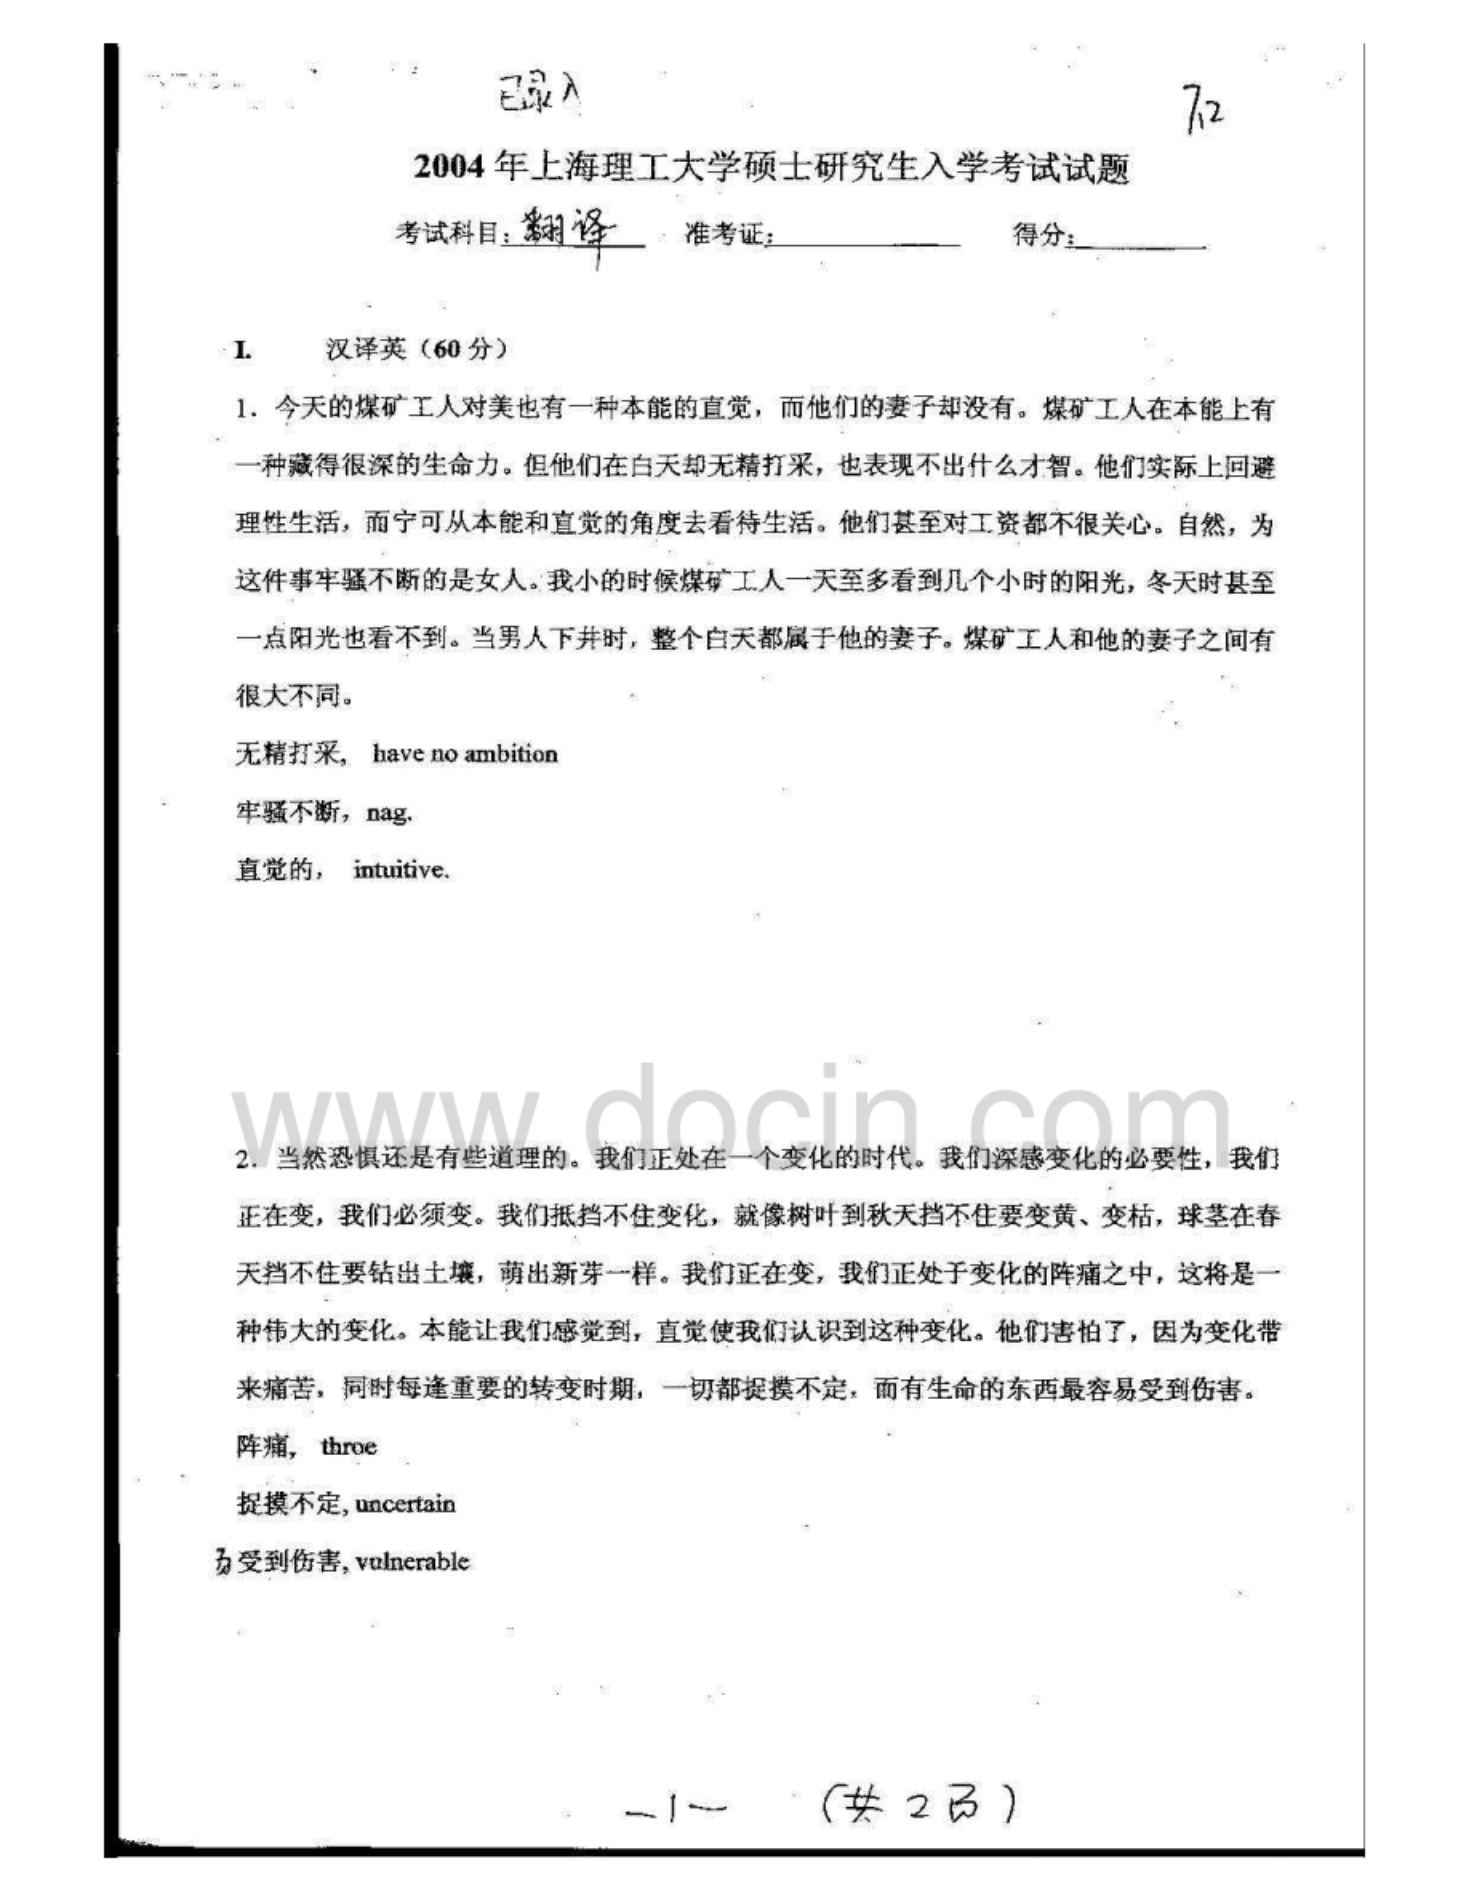 已录入
712
2004 年上海理工大学硕士研究生入学考试试题
考试科目：翻译 准考证： 得分：
I. 汉译英（60 分）
1．今天的煤矿工人对美也有一种本能的直觉，而他们的妻子却没有。煤矿工人在本能上有
一种藏得很深的生命力。但他们在白天却无精打采，也表现不出什么才智。他们实际上回避
理性生活，而宁可从本能和直觉的角度去看待生活。他们甚至对工资都不很关心。自然，为
这件事牢骚不断的是女人。我小的时候煤矿工人一天至多看到几个小时的阳光，冬天时甚至
一点阳光也看不到。当男人下井时，整个白天都属于他的妻子。煤矿工人和他的妻子之间有
很大不同。
无精打采， have no ambition
牢骚不断，nag.
直觉的， intuitive.
www.docin.com
2．当然恐惧还是有些道理的。我们正处在一个变化的时代。我们深感变化的必要性，我们
正在变，我们必须变。我们抵挡不住变化，就像树叶到秋天挡不住要变黄、变枯，球茎在春
天挡不住要钻出土壤，萌出新芽一样。我们正在变，我们正处于变化的阵痛之中，这将是一
种伟大的变化。本能让我们感觉到，直觉使我们认识到这种变化。他们害怕了，因为变化带
来痛苦，同时每逢重要的转变时期，一切都捉摸不定，而有生命的东西最容易受到伤害。
阵痛， throe
捉摸不定, uncertain
易受到伤害, vulnerable
－1－ （共 2 页）